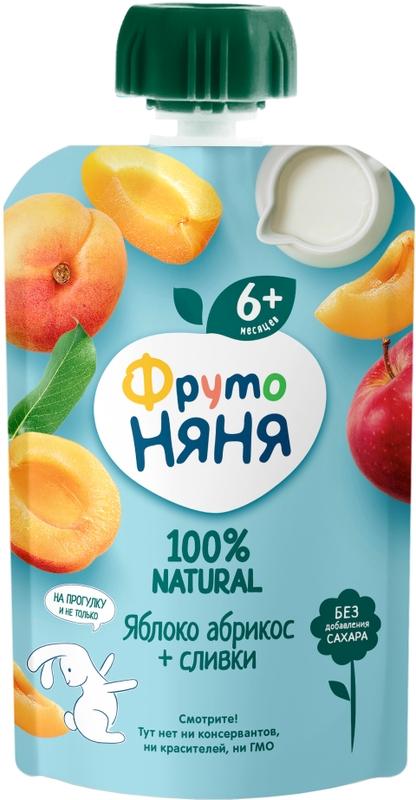 6+
месяцев
Фруто
НЯНЯ
100%
NATURAL
Яблоко абрикос
+ сливки
НА ПРОГУЛКУ
И НЕ ТОЛЬКО
БЕЗ
добавления
САХАРА
Смотрите!
Тут нет ни консервантов,
ни красителей, ни ГМО